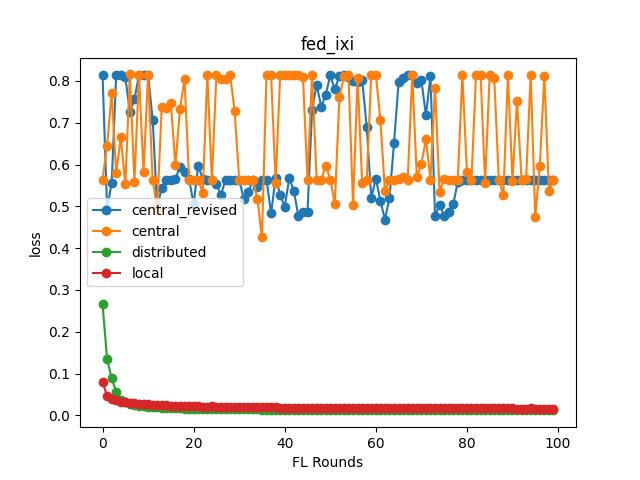 fed_ixi
loss
0.8
0.7
0.6
0.5
0.4
0.3
0.2
0.1
0.0
central_revised
central
distributed
local
0 20 40 60 80 100
FL Rounds